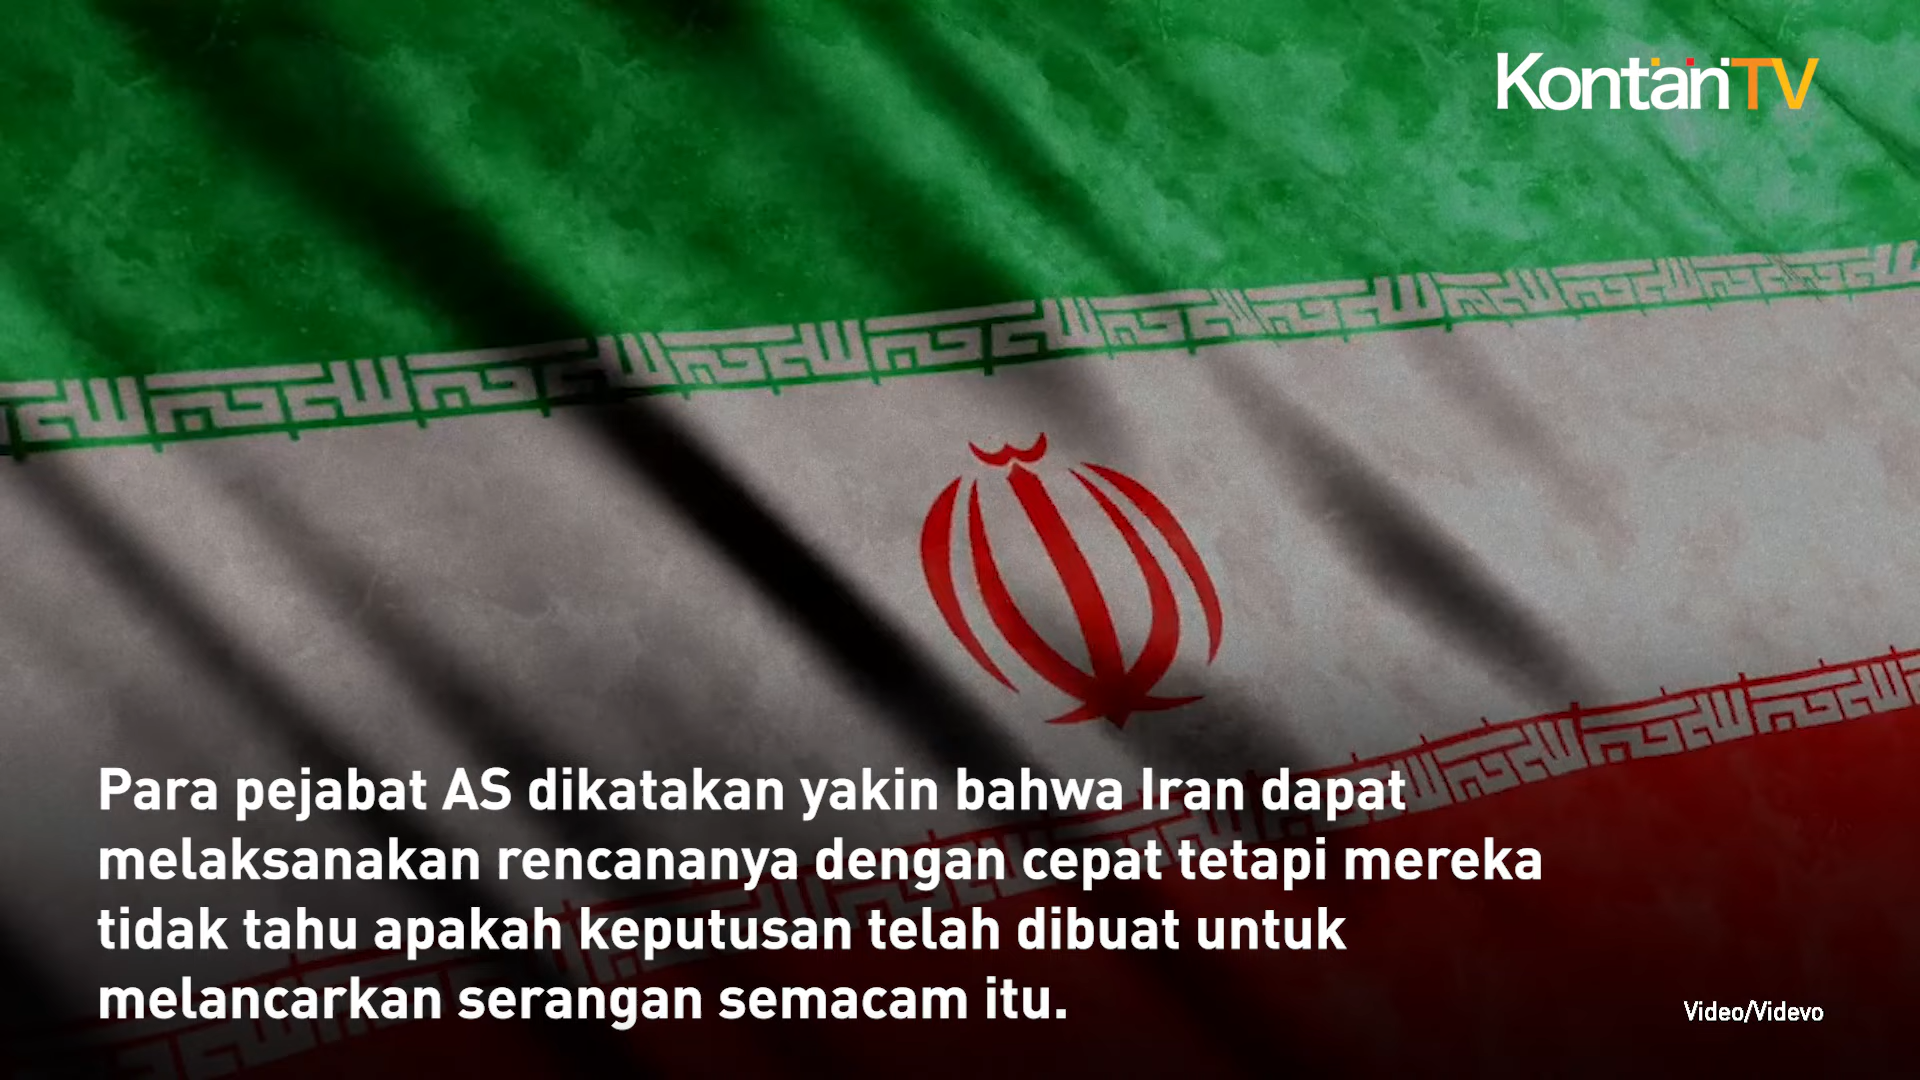 KontanTV
Para pejabat AS dikatakan yakin bahwa Iran dapat
melaksanakan rencananya dengan cepat tetapi mereka
tidak tahu apakah keputusan telah dibuat untuk
melancarkan serangan semacam itu.
Video/Videvo